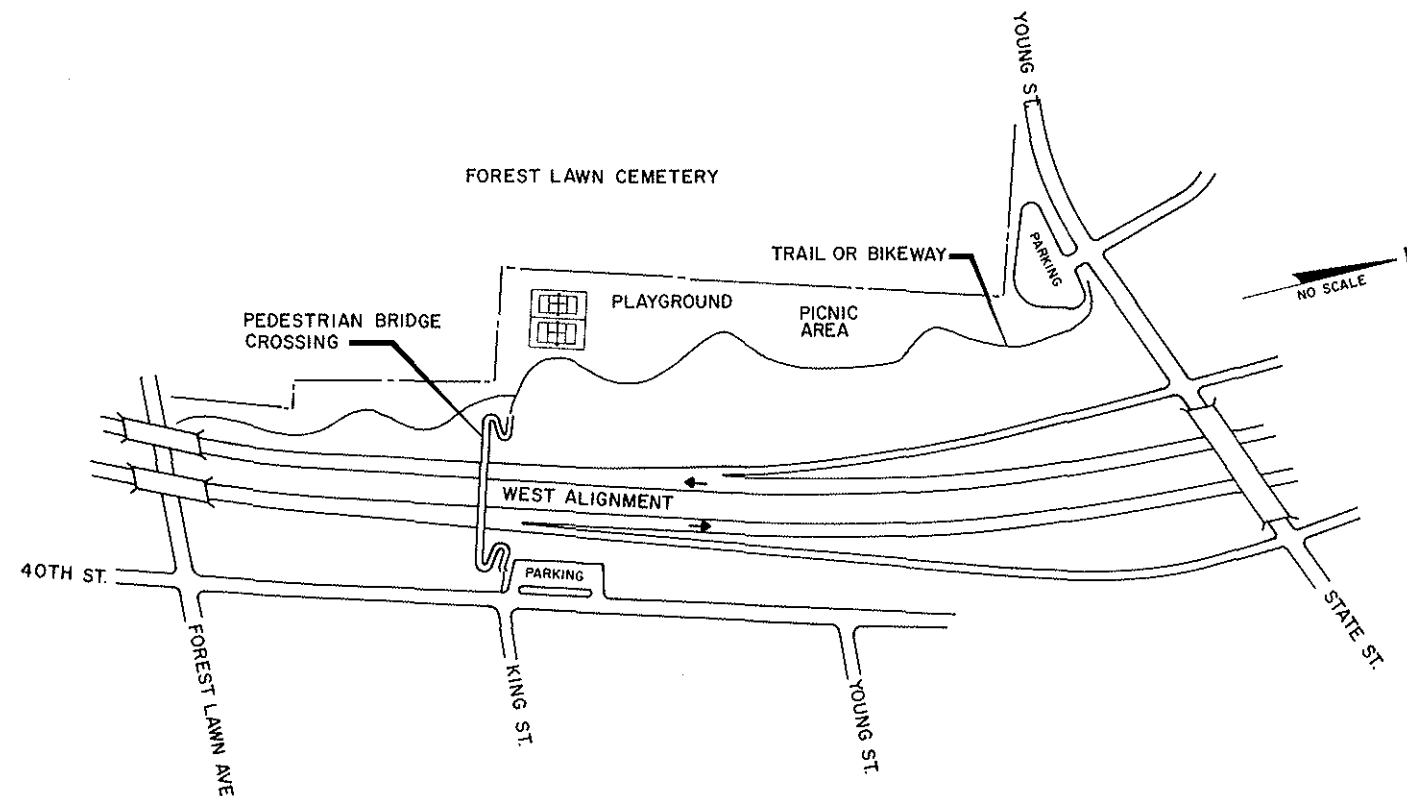 YOUNG ST.
FOREST LAWN CEMETERY
TRAIL OR BIKEWAY
PARKING
NO SCALE
PLAYGROUND
PICNIC
AREA
PEDESTRIAN BRIDGE
CROSSING
WEST ALIGNMENT
40TH ST.
PARKING
STATE ST.
FOREST LAWN AVE
KING ST.
YOUNG ST.